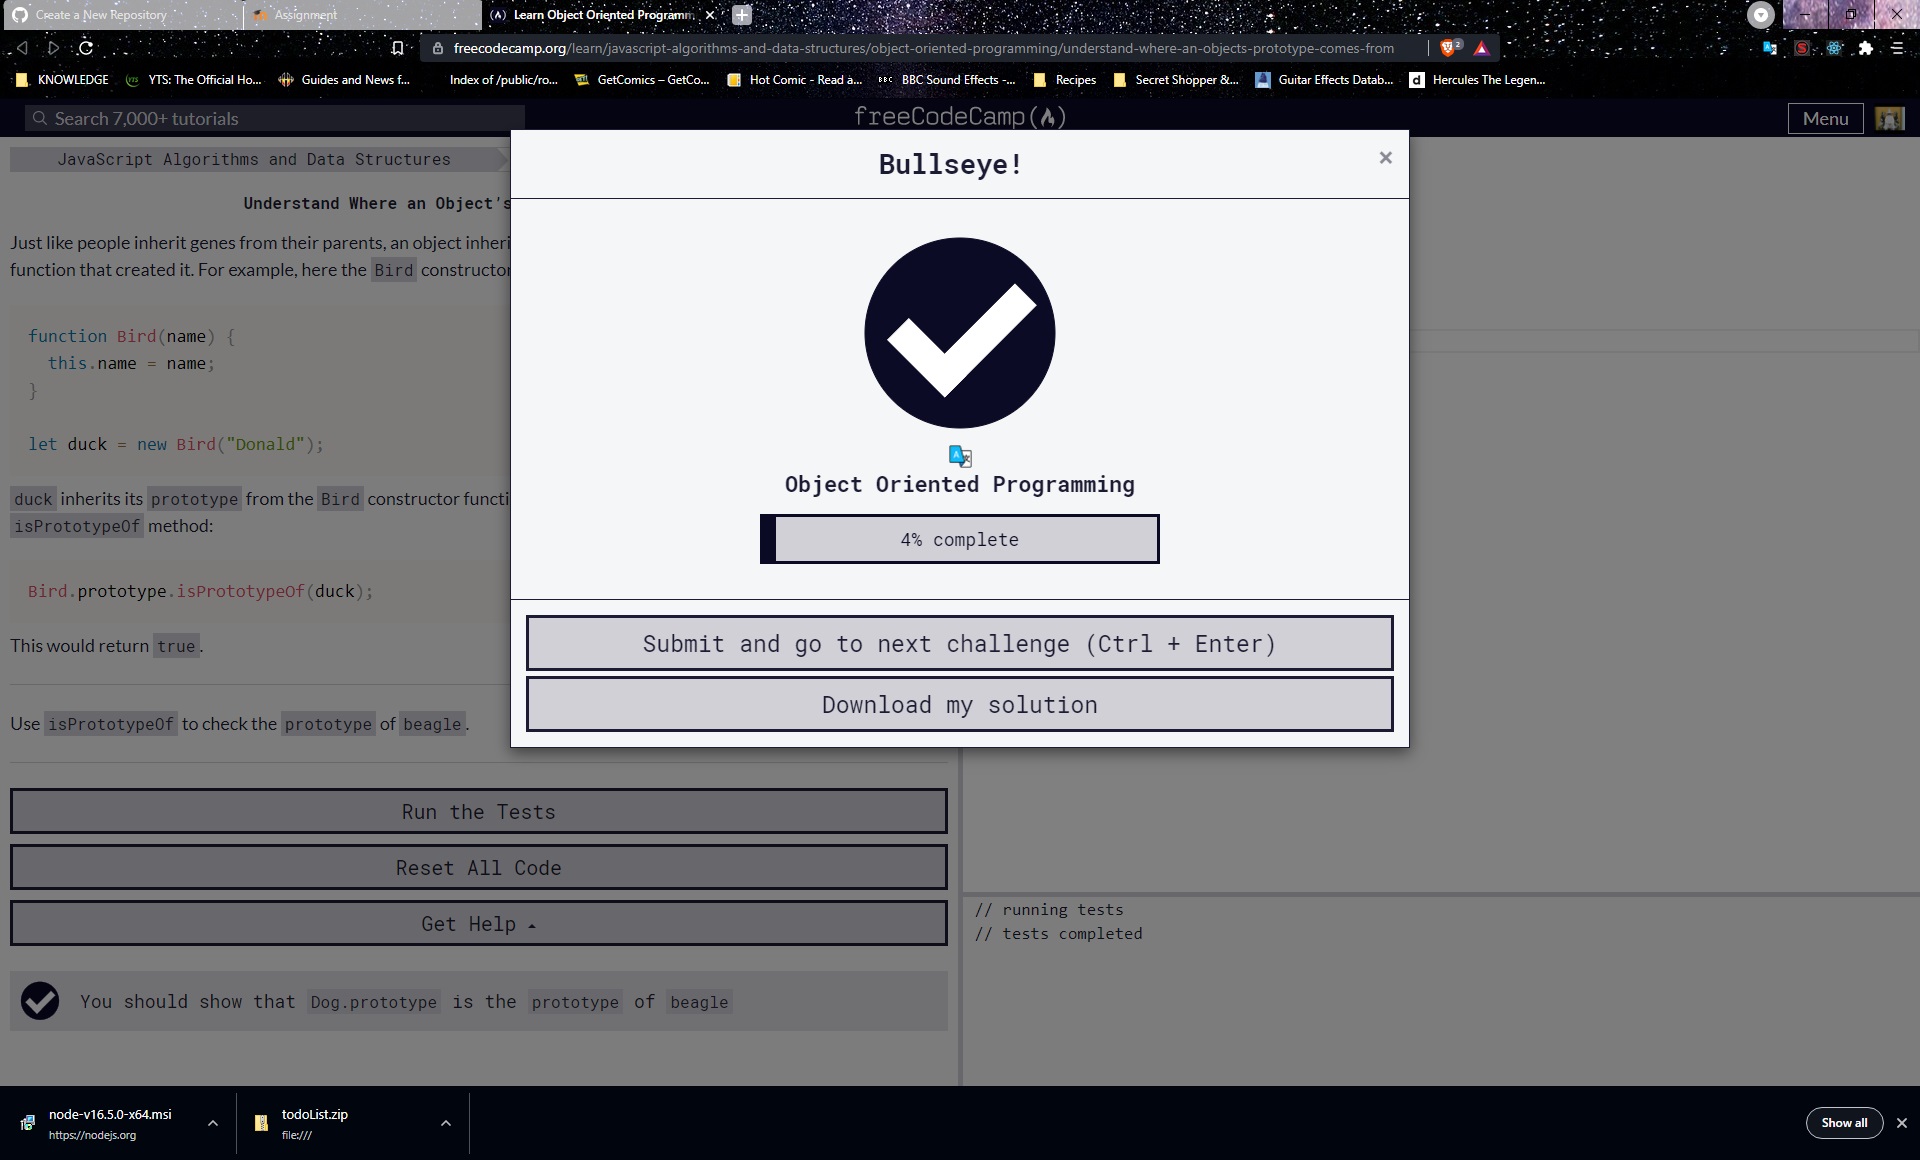 Create a New Repository
Assignment
Learn Object Oriented Programm
freecodecamp.org/learn/javascript-algorithms-and-data-structures/object-oriented-programming/understand-where-an-objects-prototype-comes-from
2
KNOWLEDGE
YTS: The Official Ho...
Guides and News f...
Index of /public/ro...
GetComics – GetCo...
Hot Comic - Read a...
BBC Sound Effects -...
Recipes
Secret Shopper &...
Guitar Effects Datab...
Hercules The Legen...
Search 7,000+ tutorials
freeCodeCamp
Menu
JavaScript Algorithms and Data Structures
Understand Where an Object's
Just like people inherit genes from their parents, an object inheri
function that created it. For example, here the Bird constructor
function Bird(name) {
this.name = name;
}
let duck = new Bird("Donald");
duck inherits its prototype from the Bird constructor functi
isPrototypeOf method:
Bird.prototype.isPrototypeOf(duck);
This would return true.
Use isPrototypeOf to check the prototype of beagle.
Run the Tests
Reset All Code
Get Help
You should show that Dog.prototype is the prototype of beagle
Bullseye!
×
Object Oriented Programming
4% complete
Submit and go to next challenge (Ctrl + Enter)
Download my solution
// running tests
// tests completed
node-v16.5.0-x64.msi
https://nodejs.org
todoList.zip
file:///
Show all